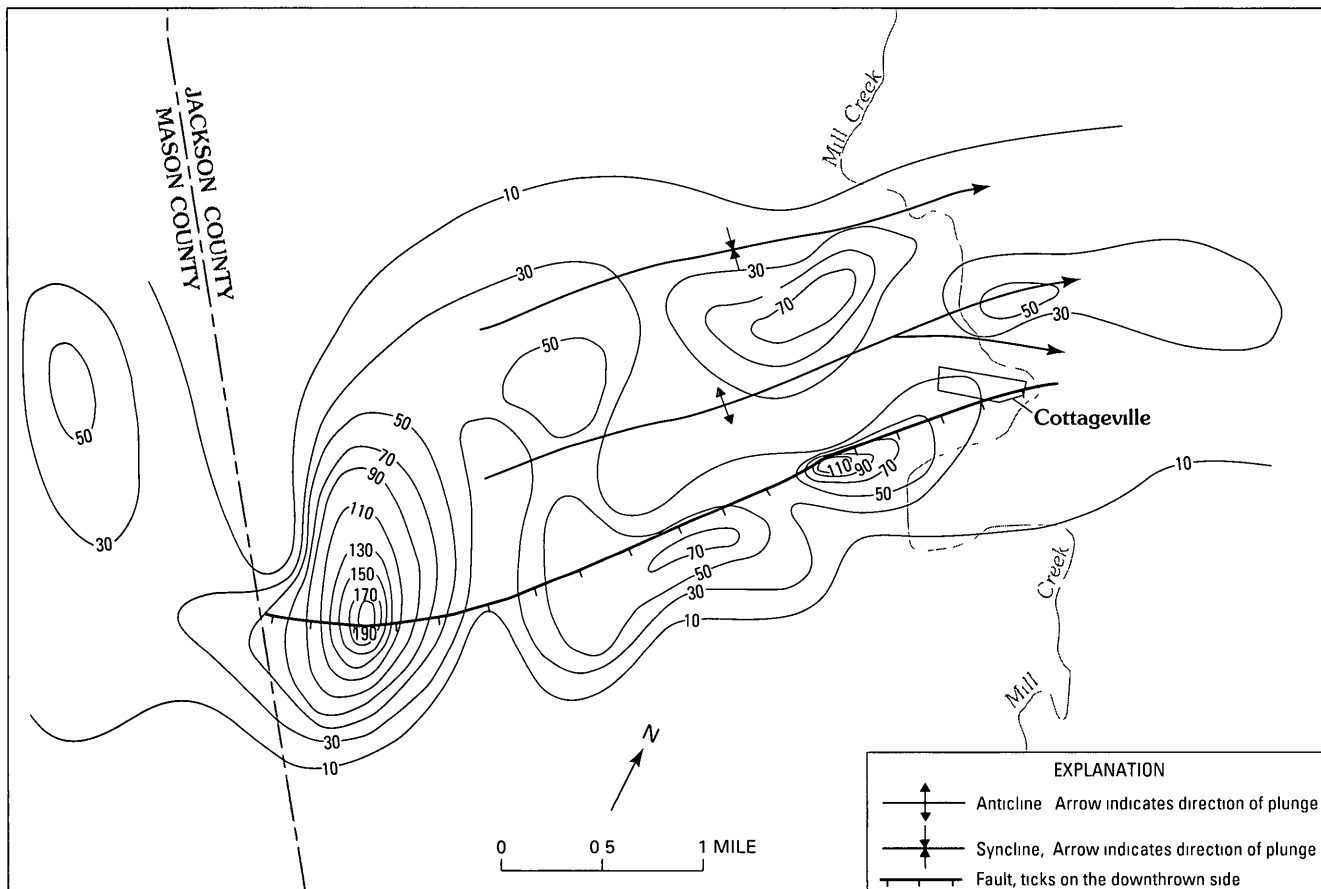 JACKSON COUNTY
MASON COUNTY
Mill Creek
10
30
30
50
70
50
30
50
50
30
50
70
90
110
130
150
170
190
30
10
Cottageville
110
90
70
50
10
70
50
30
10
N
Creek
Mill
0 0 5 1 MILE
EXPLANATION
Anticline Arrow indicates direction of plunge
Syncline, Arrow indicates direction of plunge
Fault, ticks on the downthrown side